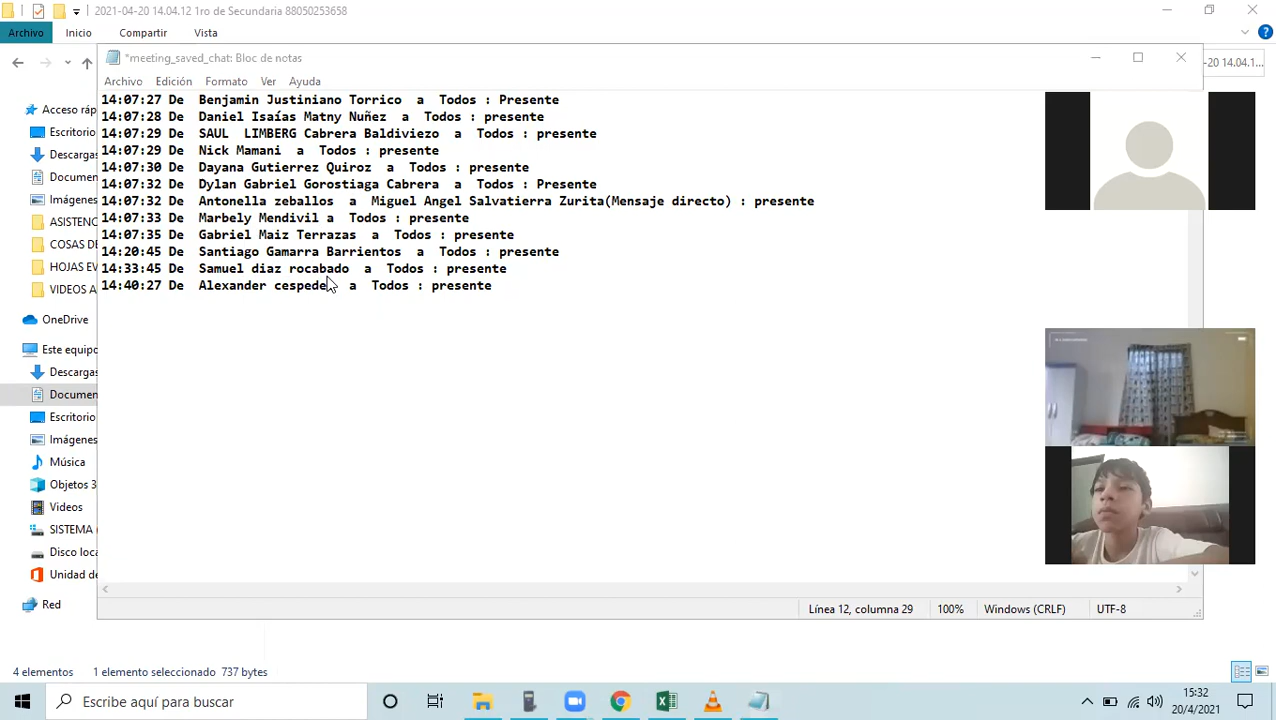 2021-04-20 14.04.12 1ro de Secundaria 88050253658
Archivo Inicio Compartir Vista
*meeting_saved_chat: Bloc de notas
-20 14.04.1...
Archivo Edición Formato Ver Ayuda
14:07:27 De Benjamin Justiniano Torrico a Todos : Presente
14:07:28 De Daniel Isaías Matny Nuñez a Todos : presente
14:07:29 De SAUL LIMBERG Cabrera Baldiviezo a Todos : presente
14:07:29 De Nick Mamani a Todos : presente
14:07:30 De Dayana Gutierrez Quiroz a Todos : presente
14:07:32 De Dylan Gabriel Gorostiaga Cabrera a Todos : Presente
14:07:32 De Antonella zeballos a Miguel Angel Salvatierra Zurita(Mensaje directo) : presente
14:07:33 De Marbely Mendivil a Todos : presente
14:07:35 De Gabriel Maiz Terrazas a Todos : presente
14:20:45 De Santiago Gamarra Barrientos a Todos : presente
14:33:45 De Samuel diaz rocabado a Todos : presente
14:40:27 De Alexander cespede a Todos : presente
Acceso ráp
Escritorio
Descargas
Documen
Imágenes
ASISTENC
COSAS DE
HOJAS EV
VIDEOS A
OneDrive
Este equipo
Descargas
Documen
Escritorio
Imágenes
Música
Objetos 3
Videos
SISTEMA (
Disco loca
Unidad de
Red
Línea 12, columna 29 100% Windows (CRLF) UTF-8
4 elementos 1 elemento seleccionado 737 bytes
Escribe aquí para buscar
15:32
20/4/2021